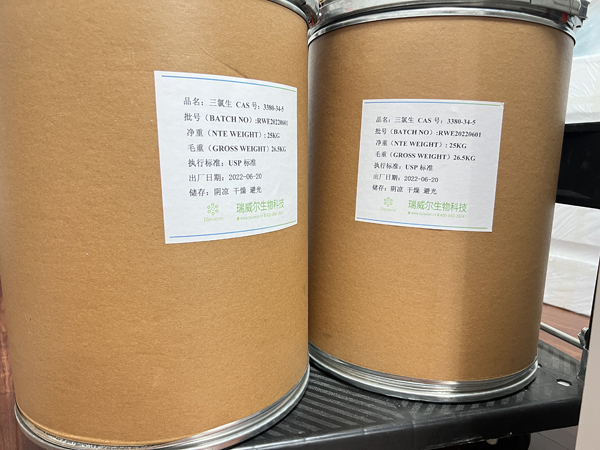 品名：三氯生 CAS 号：3380-34-5
批号（BATCH NO）:RWE20220601
净重（NTE WEIGHT）: 25KG
毛重（GROSS WEIGHT）26.5KG
执行标准：USP 标准
出厂日期：2022-06-20
储存：阴凉 干燥 避光
瑞威尔生物科技
品名：三氯生 CAS 号：3380-34-5
批号（BATCH NO）:RWE20220601
净重（NTE WEIGHT）: 25KG
毛重（GROSS WEIGHT）26.5KG
执行标准：USP 标准
出厂日期：2022-06-20
储存：阴凉 干燥 避光
瑞威尔生物科技